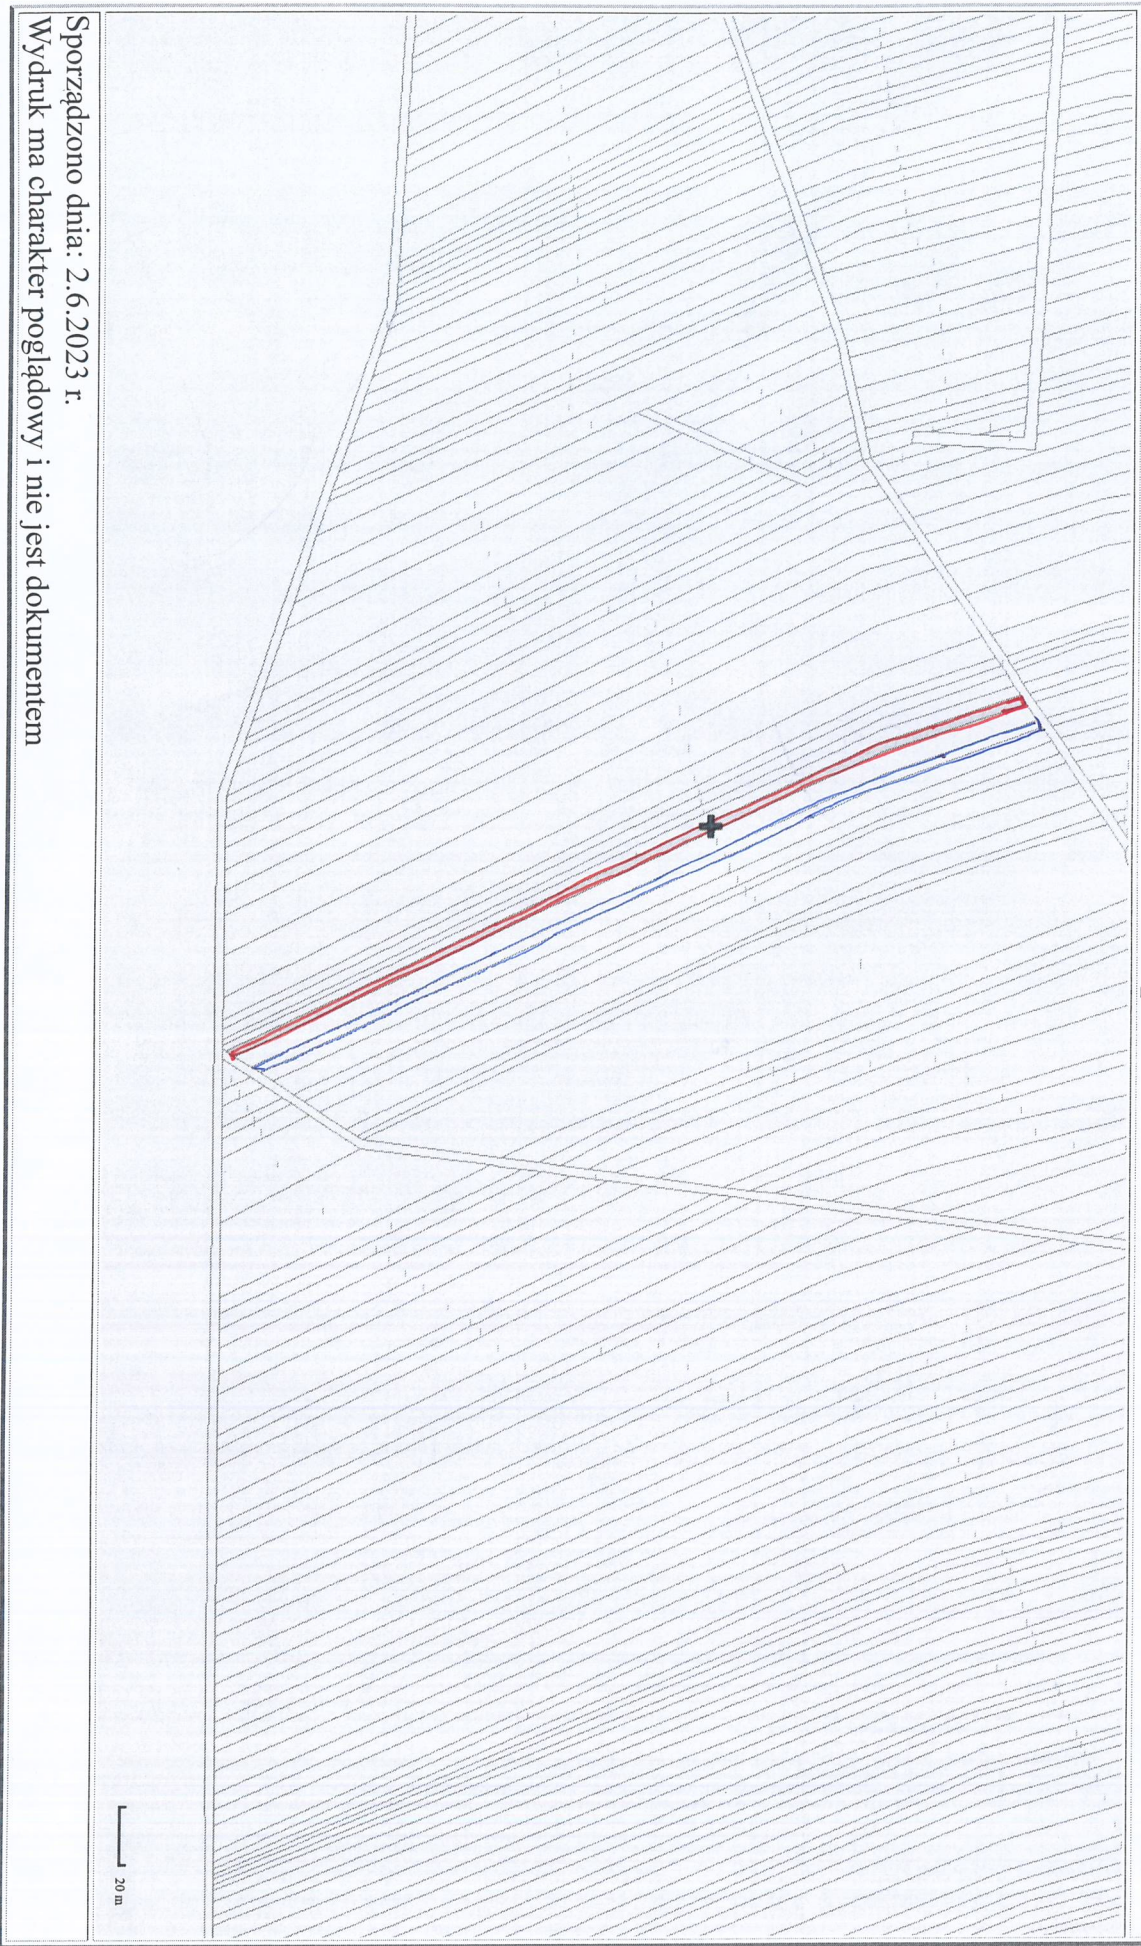 Sporządzono dnia: 2.6.2023 r.
Wydruk ma charakter poglądowy i nie jest dokumentem
20 m